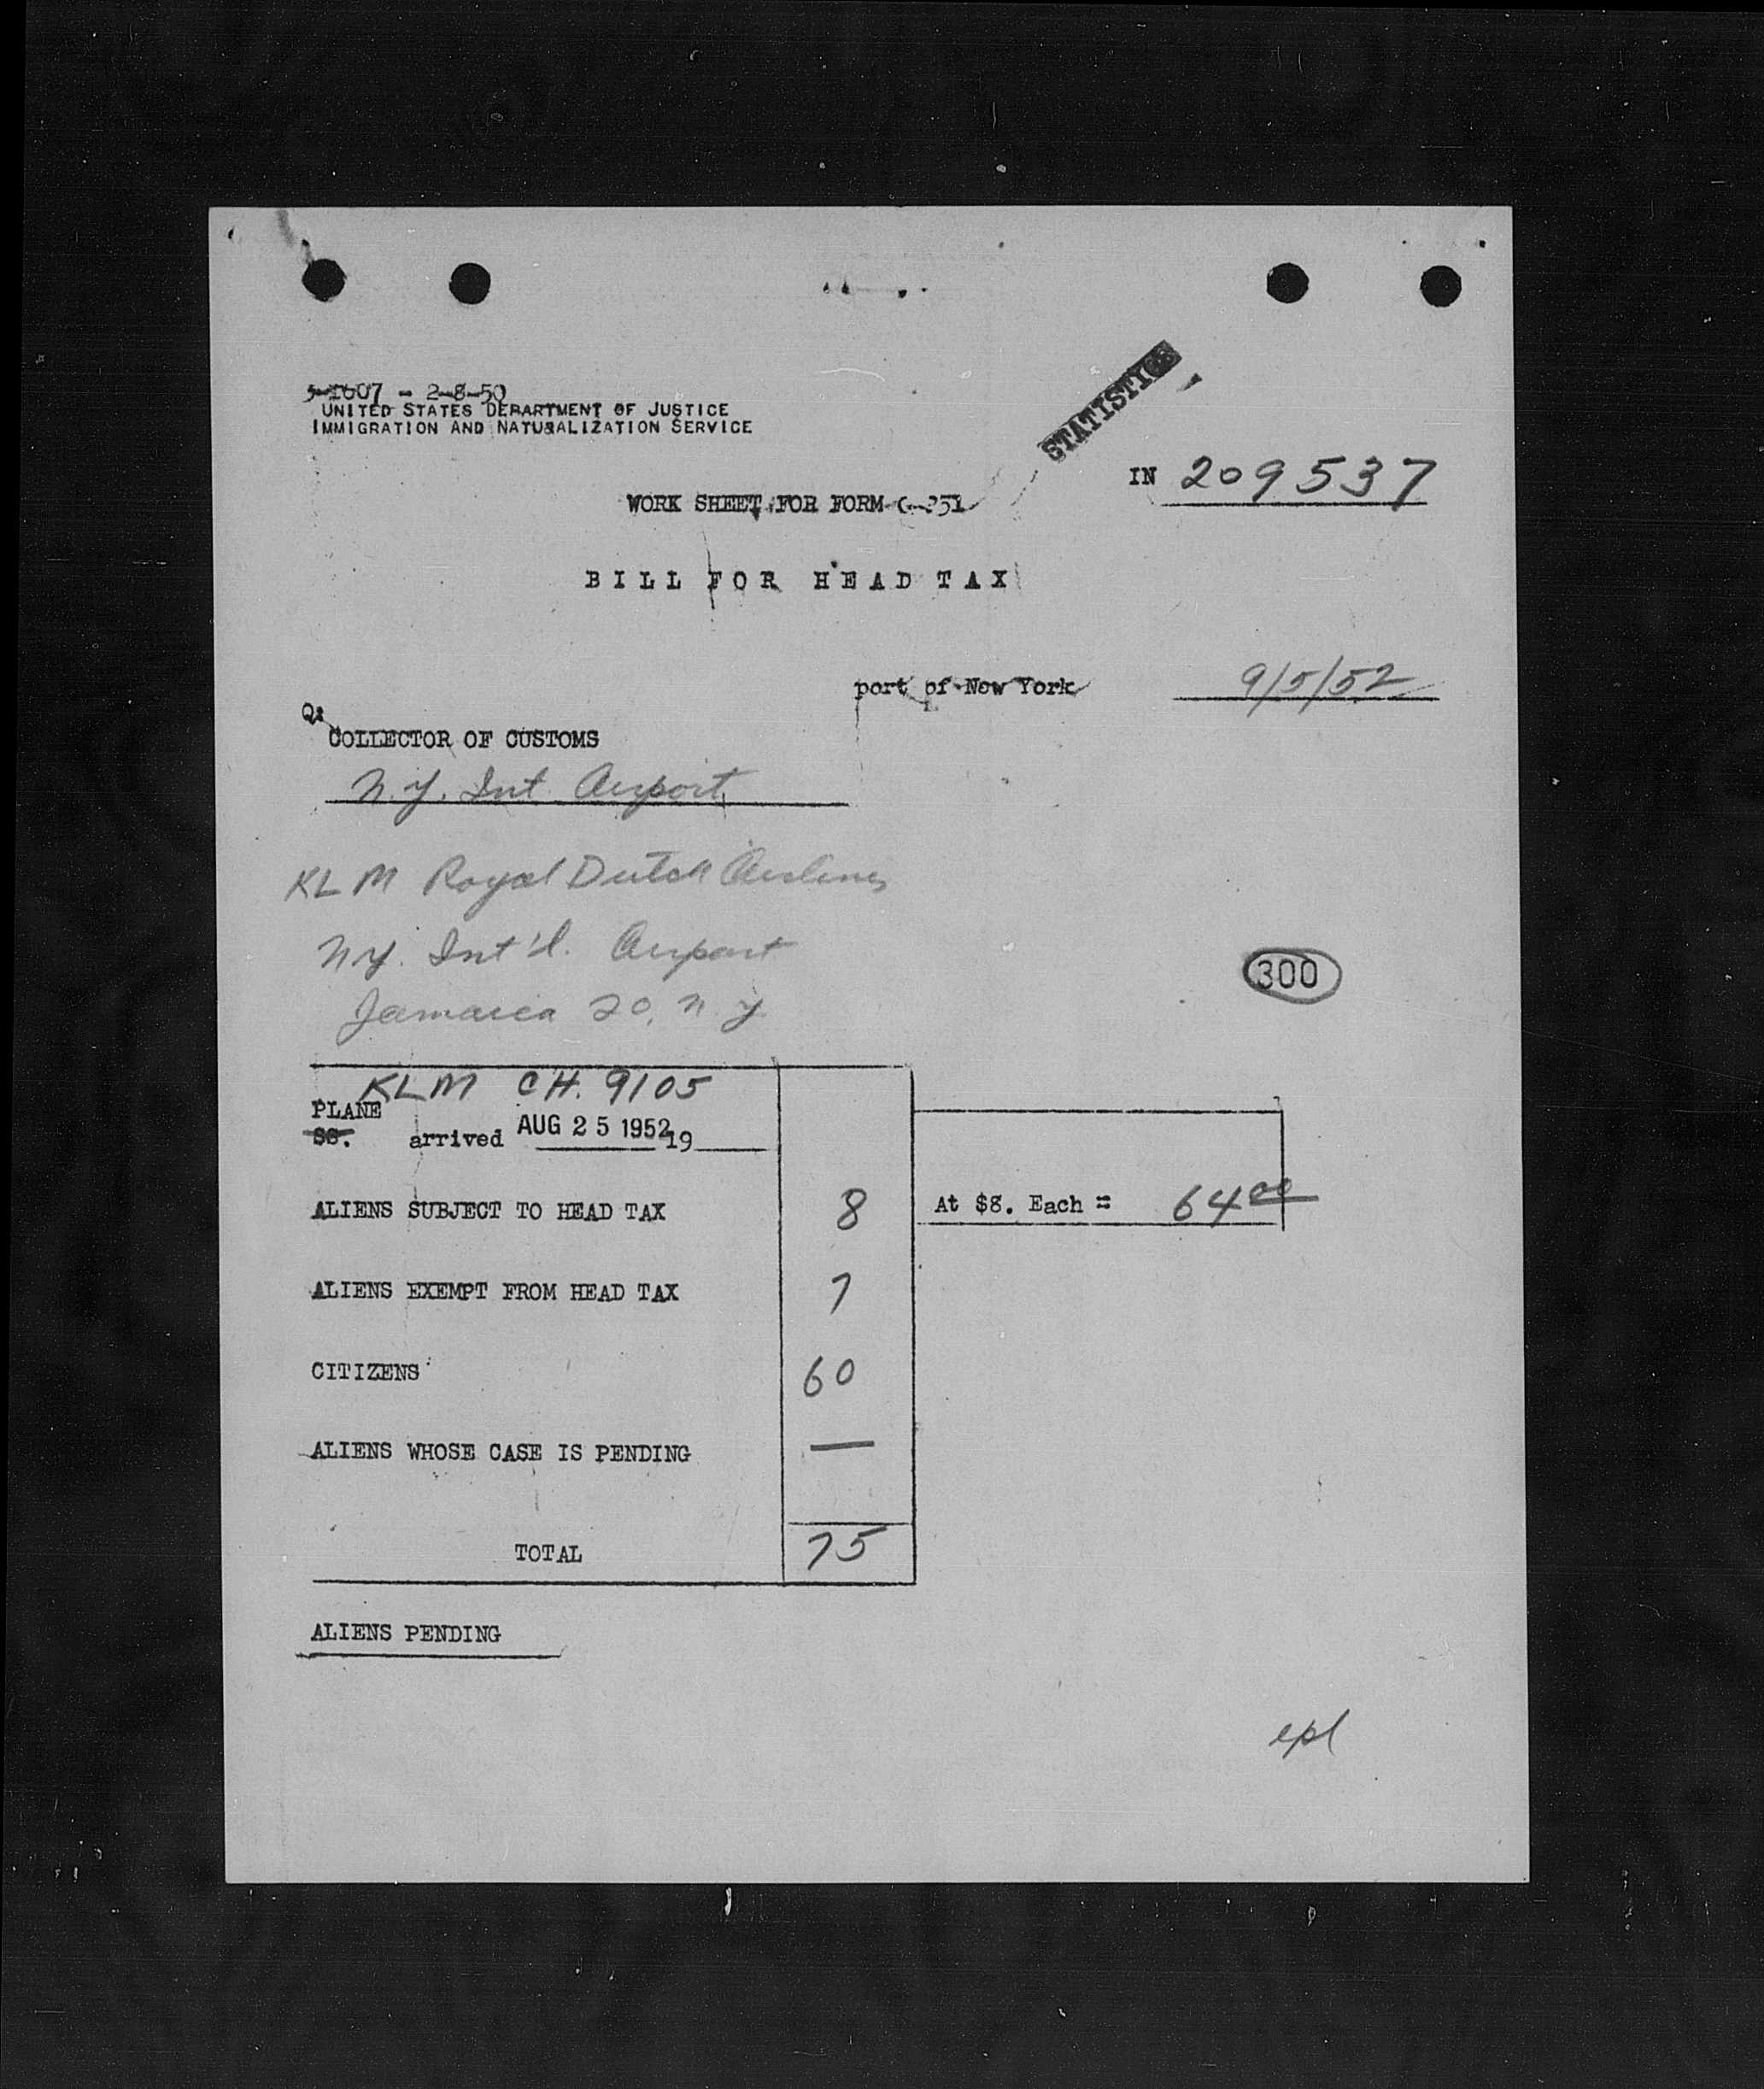 5-1607 - 2-8-50
UNITED STATES DEPARTMENT OF JUSTICE
IMMIGRATION AND NATURALIZATION SERVICE
STATISTICS
IN 209537
WORK SHEET FOR FORM G-251
BILL FOR HEAD TAX
port of New York 9/5/52
COLLECTOR OF CUSTOMS
N.Y. Int. Airport
KLM Royal Dutch Airlines
N.Y. Int'l. Airport
300
Jamaica 20, N.Y.
KLM CH. 9105
PLANE
SS. arrived AUG 25 1952 19
ALIENS SUBJECT TO HEAD TAX 8 At $8. Each = 64 00
ALIENS EXEMPT FROM HEAD TAX 7
CITIZENS 60
ALIENS WHOSE CASE IS PENDING —
TOTAL 75
ALIENS PENDING
epl